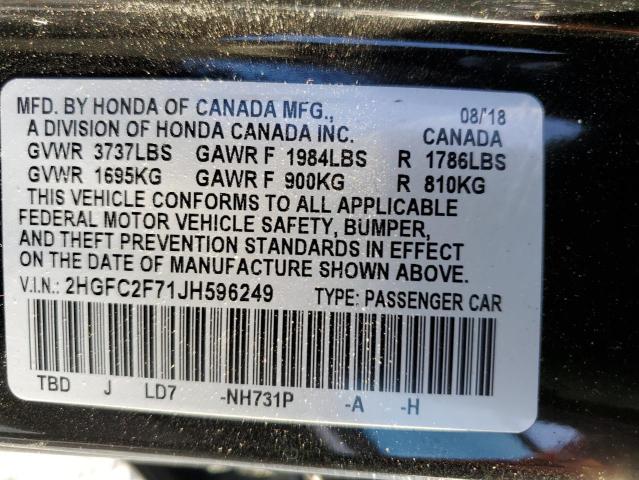 MFD. BY HONDA OF CANADA MFG., 08/'18
A DIVISION OF HONDA CANADA INC. CANADA
GVWR 3737LBS GAWR F 1984LBS R 1786LBS
GVWR 1695KG GAWR F 900KG R 810KG
THIS VEHICLE CONFORMS TO ALL APPLICABLE
FEDERAL MOTOR VEHICLE SAFETY, BUMPER,
AND THEFT PREVENTION STANDARDS IN EFFECT
ON THE DATE OF MANUFACTURE SHOWN ABOVE.
V.I.N.: 2HGFC2F71JH596249 TYPE: PASSENGER CAR
TBD J LD7 -NH731P -A -H